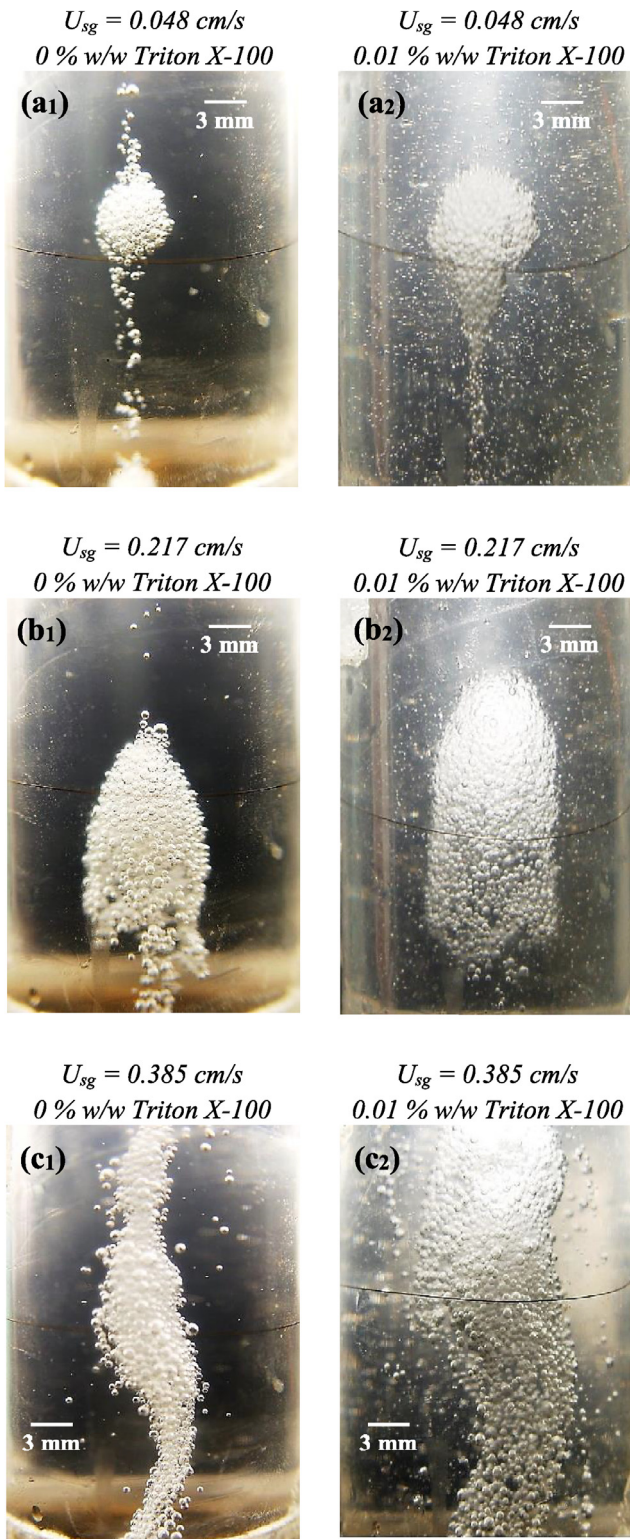 U_sg = 0.048 cm/s
0 % w/w Triton X-100
(a1)
3 mm
U_sg = 0.048 cm/s
0.01 % w/w Triton X-100
(a2)
3 mm
U_sg = 0.217 cm/s
0 % w/w Triton X-100
(b1)
3 mm
U_sg = 0.217 cm/s
0.01 % w/w Triton X-100
(b2)
3 mm
U_sg = 0.385 cm/s
0 % w/w Triton X-100
(c1)
3 mm
U_sg = 0.385 cm/s
0.01 % w/w Triton X-100
(c2)
3 mm